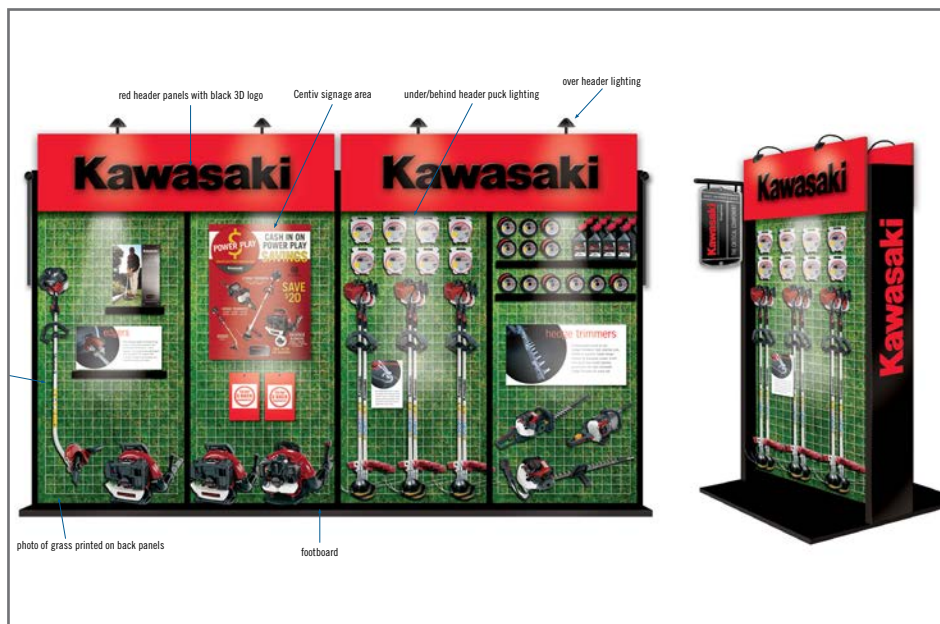 red header panels with black 3D logo
Centiv signage area
under/behind header puck lighting
over header lighting
Kawasaki
Kawasaki
POWER PLAY
CASH IN ON
POWER PLAY
SAVINGS
SAVE
$20
edgers
hedge trimmers
photo of grass printed on back panels
footboard
Kawasaki
Kawasaki
Kawasaki